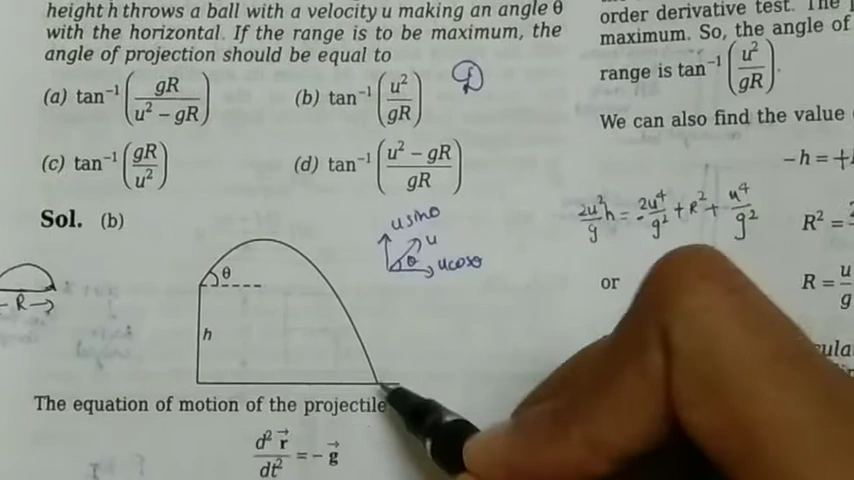 height h throws a ball with a velocity u making an angle θ
with the horizontal. If the range is to be maximum, the
angle of projection should be equal to
(a) tan⁻¹ (gR / (u² − gR))
(b) tan⁻¹ (u² / gR)
(c) tan⁻¹ (gR / u²)
(d) tan⁻¹ ((u² − gR) / gR)
Sol. (b)
u sinθ
u
θ
u cosθ
θ
R
h
The equation of motion of the projectile
d² r⃗ / dt² = − g⃗
order derivative test. The
maximum. So, the angle of
range is tan⁻¹ (u² / gR).
We can also find the value
−h = +
2u²h / g = −2u⁴ / g² + R² + u⁴ / g²
R² =
or
R = u / g